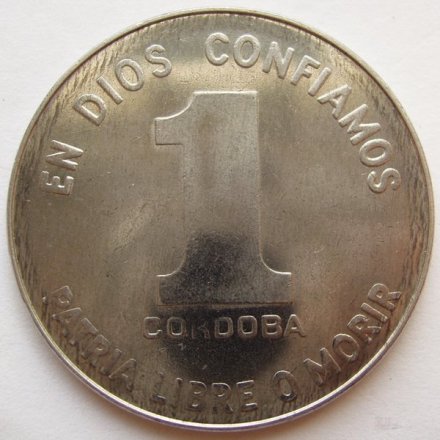 EN DIOS CONFIAMOS
1
CORDOBA
PATRIA LIBRE O MORIR